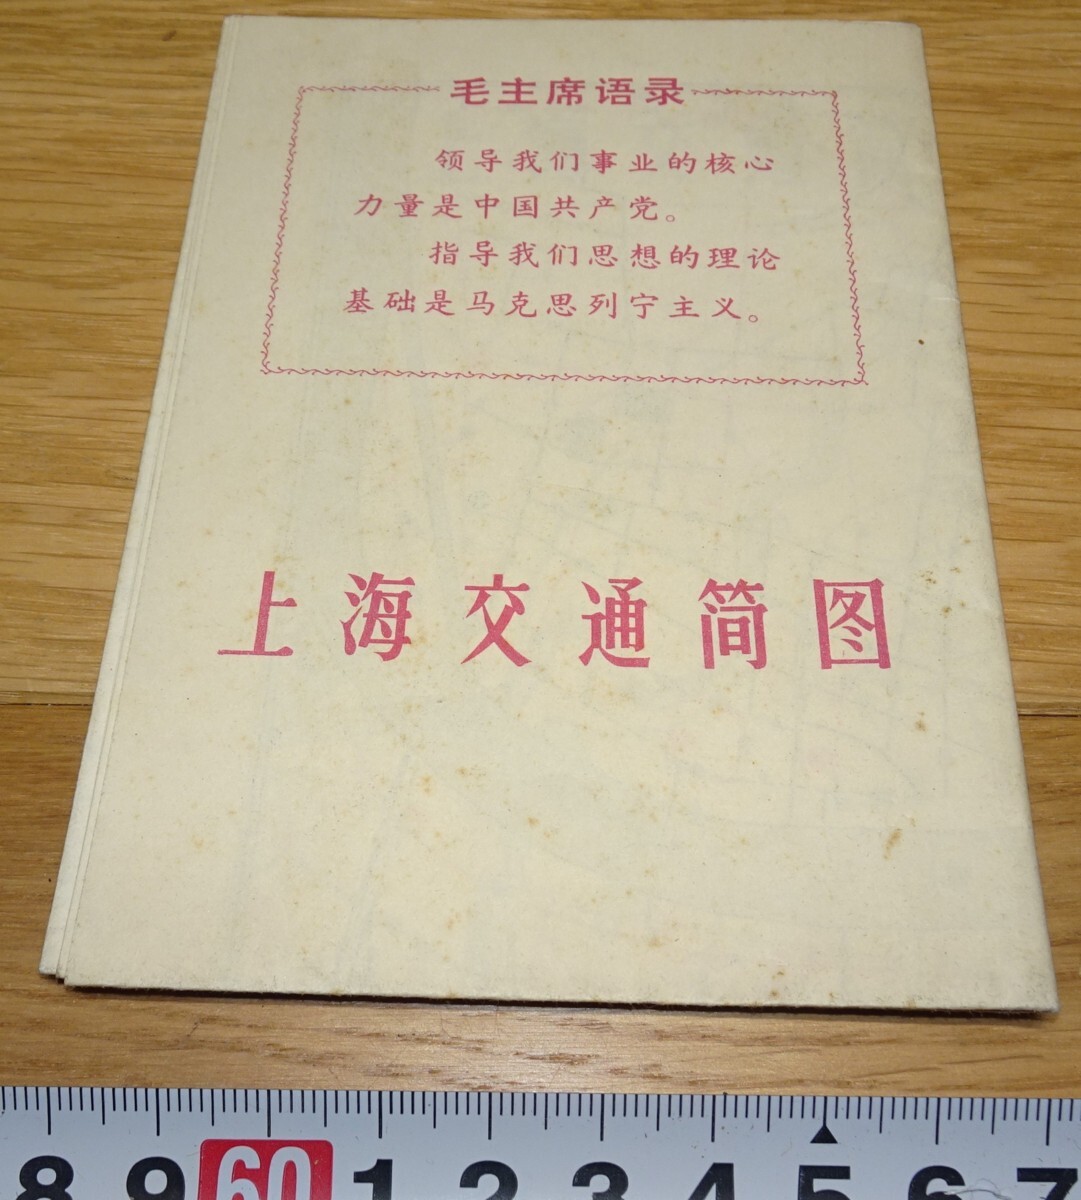 毛主席语录
领导我们事业的核心
力量是中国共产党。
指导我们思想的理论
基础是马克思列宁主义。
上海交通简图
8 9 60 1 2 3 4 5 6 7